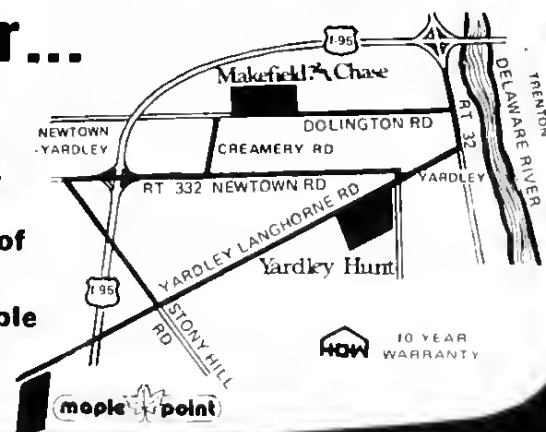 r...
I-95
Makefield Chase
TRENTON
DELAWARE RIVER
RT 32
NEWTOWN
-YARDLEY
DOLINGTON RD
CREAMERY RD
RT 332 NEWTOWN RD
YARDLEY
of
YARDLEY LANGHORNE RD
Yardley Hunt
I-95
ple
STONY HILL
RD
HOW
10 YEAR
WARRANTY
maple point